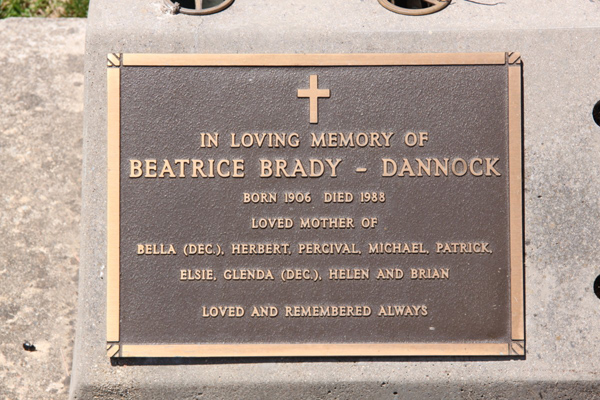 IN LOVING MEMORY OF
BEATRICE BRADY - DANNOCK
BORN 1906 DIED 1988
LOVED MOTHER OF
BELLA (DEC.), HERBERT, PERCIVAL, MICHAEL, PATRICK,
ELSIE, GLENDA (DEC.), HELEN AND BRIAN
LOVED AND REMEMBERED ALWAYS